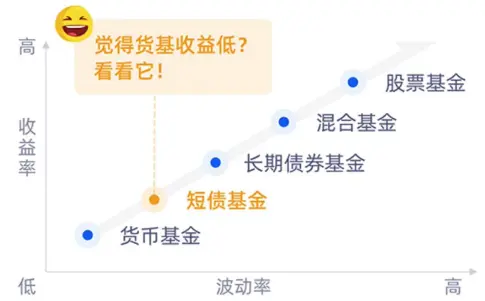 觉得货基收益低？
看看它！
高
收益率
股票基金
混合基金
长期债券基金
短债基金
货币基金
低
波动率
高